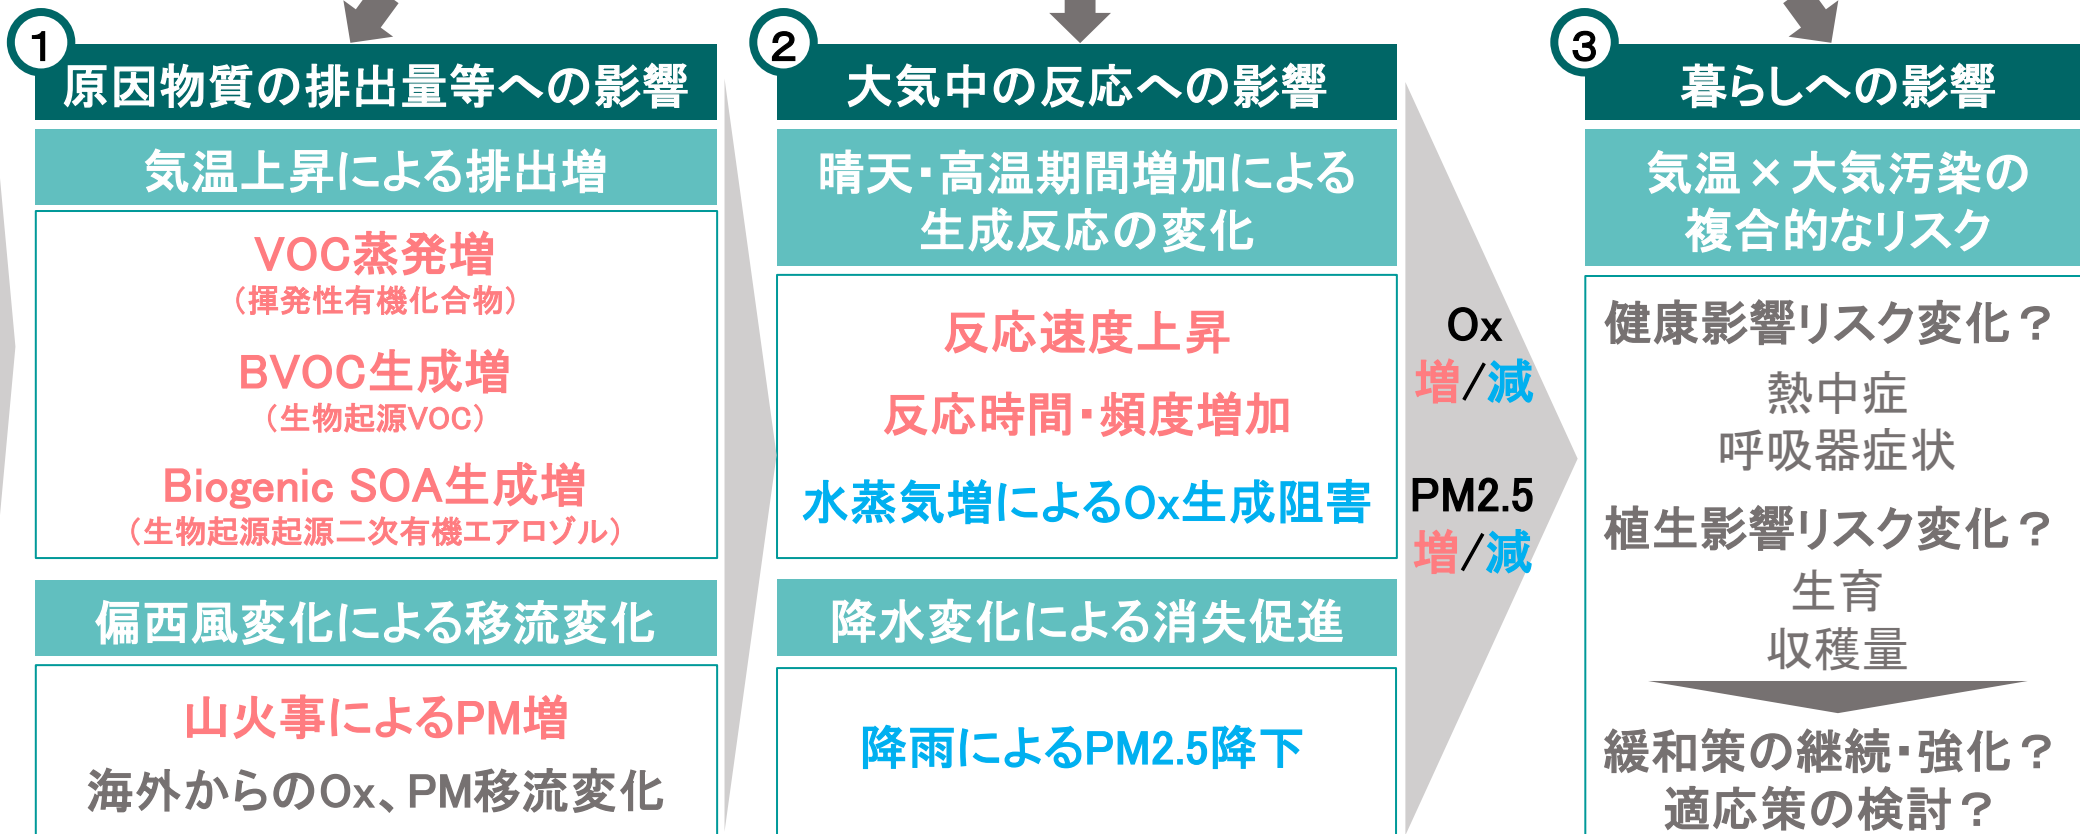 1
原因物質の排出量等への影響
気温上昇による排出増
VOC蒸発増
(揮発性有機化合物)
BVOC生成増
(生物起源VOC)
Biogenic SOA生成増
(生物起源起源二次有機エアロゾル)
偏西風変化による移流変化
山火事によるPM増
海外からのOx、PM移流変化
2
大気中の反応への影響
晴天・高温期間増加による
生成反応の変化
反応速度上昇
反応時間・頻度増加
水蒸気増によるOx生成阻害
降水変化による消失促進
降雨によるPM2.5降下
Ox
増/減
PM2.5
増/減
3
暮らしへの影響
気温×大気汚染の
複合的なリスク
健康影響リスク変化？
熱中症
呼吸器症状
植生影響リスク変化？
生育
収穫量
緩和策の継続・強化？
適応策の検討？